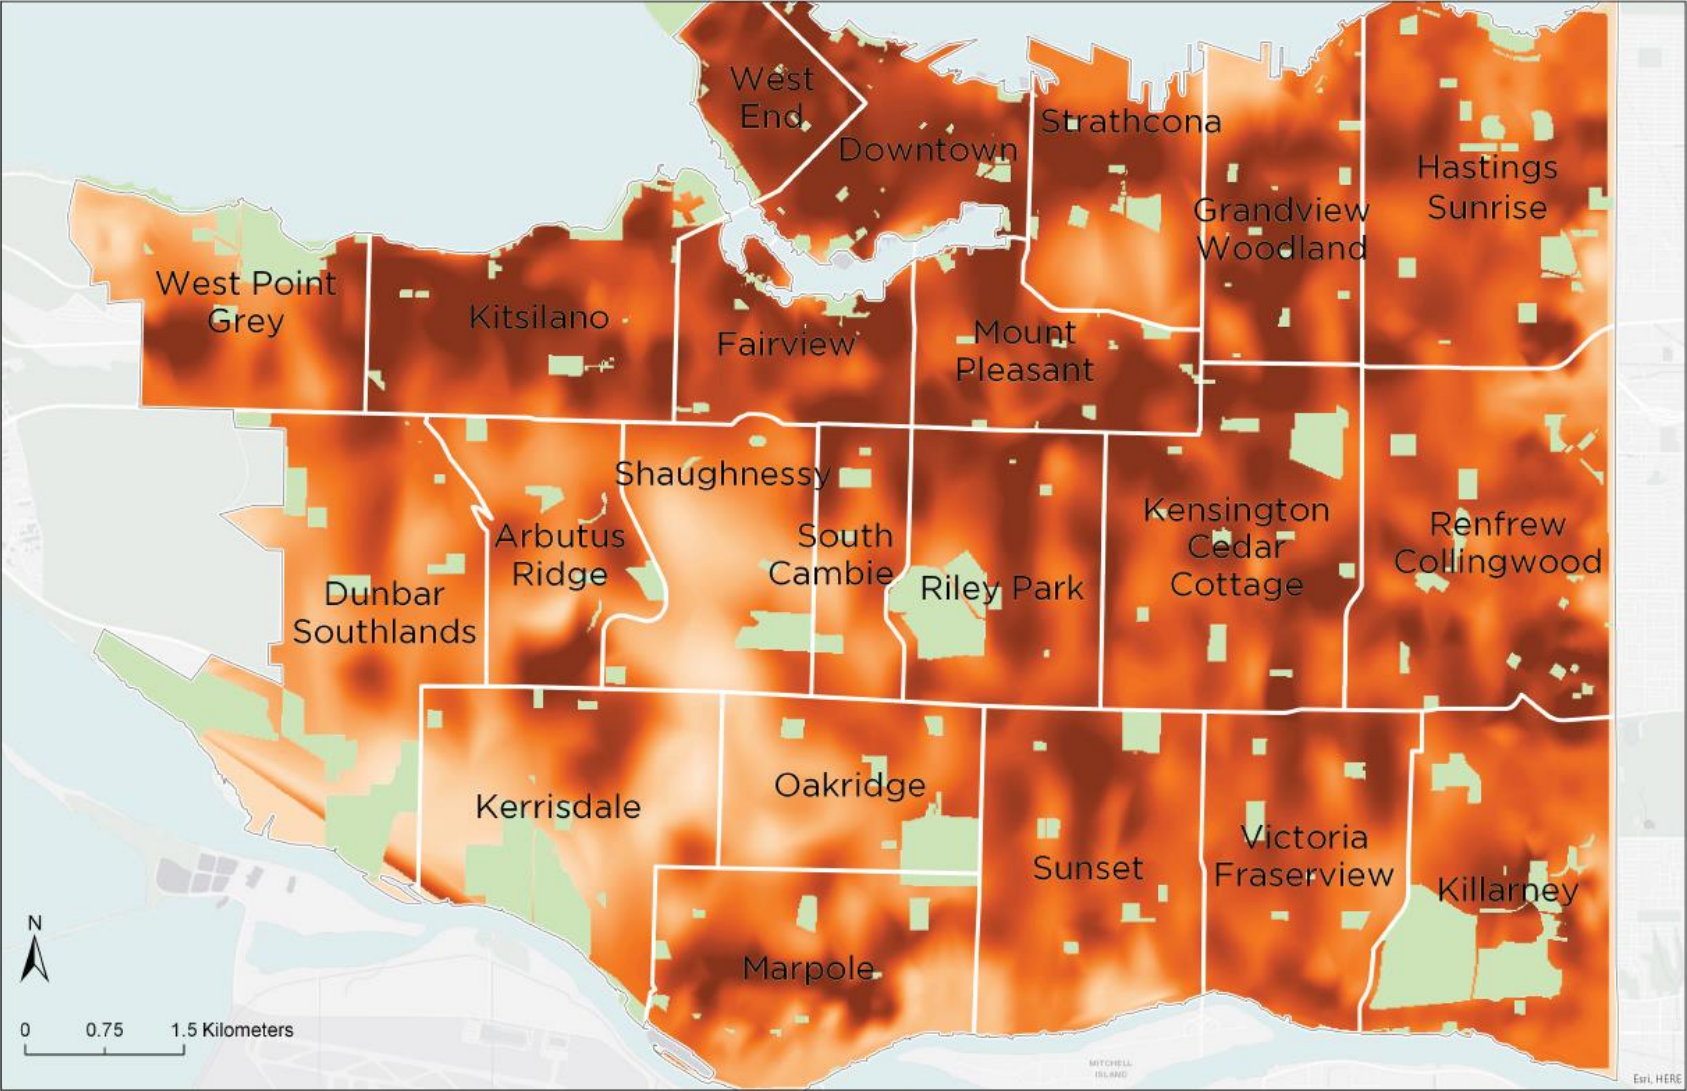 West
End
Downtown
Strathcona
Hastings
Sunrise
Grandview
Woodland
West Point
Grey
Kitsilano
Fairview
Mount
Pleasant
Shaughnessy
Arbutus
Ridge
South
Cambie
Riley Park
Kensington
Cedar
Cottage
Renfrew
Collingwood
Dunbar
Southlands
Kerrisdale
Oakridge
Sunset
Victoria
Fraserview
Killarney
Marpole
N
0 0.75 1.5 Kilometers
MITCHELL
ISLAND
Esri, HERE